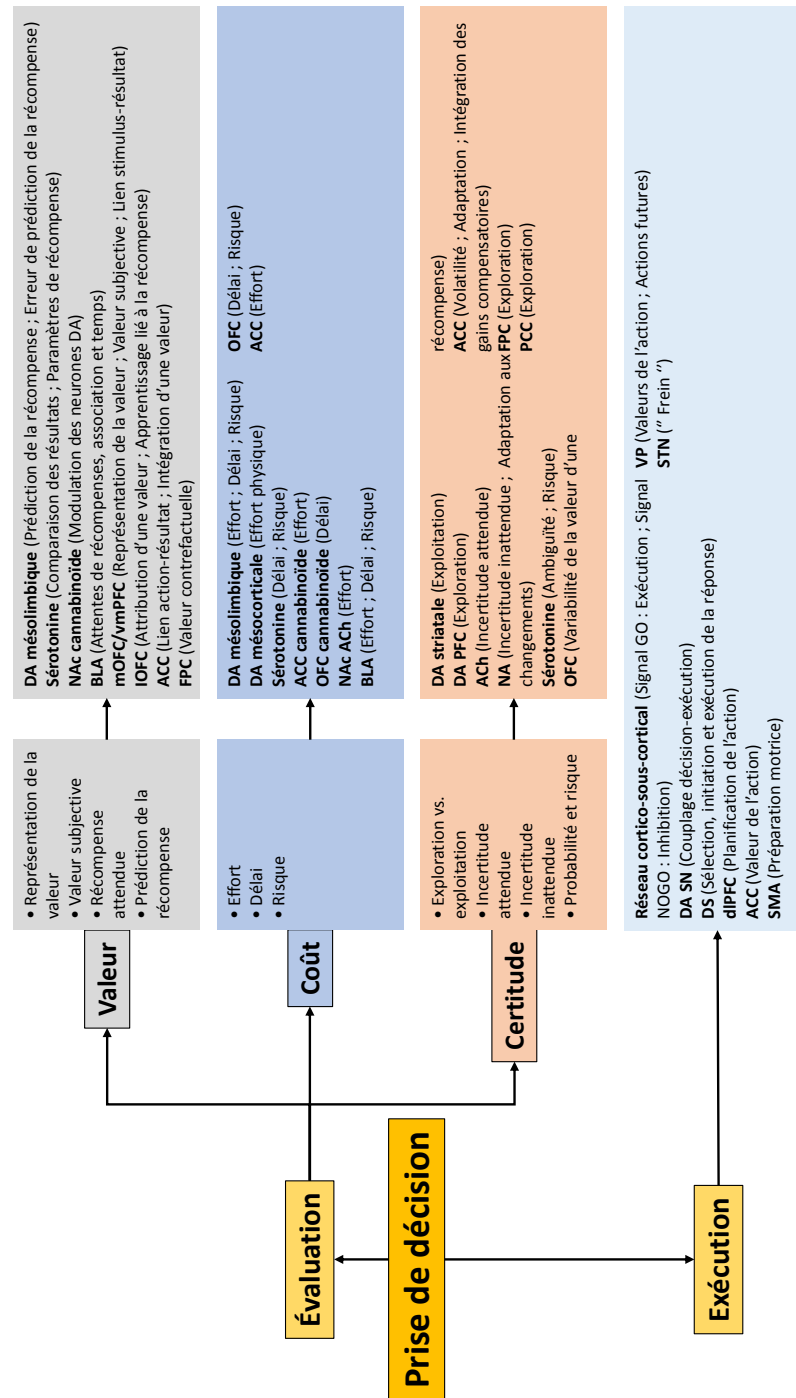 Prise de décision
Évaluation
Exécution
Valeur
• Représentation de la
valeur
• Valeur subjective
• Récompense
attendue
• Prédiction de la
récompense
DA mésolimbique (Prédiction de la récompense ; Erreur de prédiction de la récompense)
Sérotonine (Comparaison des résultats ; Paramètres de récompense)
NAc cannabinoïde (Modulation des neurones DA)
BLA (Attentes de récompenses, association et temps)
mOFC/vmPFC (Représentation de la valeur ; Valeur subjective ; Lien stimulus-résultat)
lOFC (Attribution d’une valeur ; Apprentissage lié à la récompense)
ACC (Lien action-résultat ; Intégration d’une valeur)
FPC (Valeur contrefactuelle)
Coût
• Effort
• Délai
• Risque
DA mésolimbique (Effort ; Délai ; Risque)
DA mésocorticale (Effort physique)
Sérotonine (Délai ; Risque)
ACC cannabinoïde (Effort)
OFC cannabinoïde (Délai)
NAc ACh (Effort)
BLA (Effort ; Délai ; Risque)
OFC (Délai ; Risque)
ACC (Effort)
Certitude
• Exploration vs.
exploitation
• Incertitude
attendue
• Incertitude
inattendue
• Probabilité et risque
DA striatale (Exploitation)
DA PFC (Exploration)
ACh (Incertitude attendue)
NA (Incertitude inattendue ; Adaptation aux
changements)
Sérotonine (Ambiguïté ; Risque)
OFC (Variabilité de la valeur d’une
récompense)
ACC (Volatilité ; Adaptation ; Intégration des
gains compensatoires)
FPC (Exploration)
PCC (Exploration)
Réseau cortico-sous-cortical (Signal GO : Exécution ; Signal
NOGO : Inhibition)
DA SN (Couplage décision-exécution)
DS (Sélection, initiation et exécution de la réponse)
dlPFC (Planification de l’action)
ACC (Valeur de l’action)
SMA (Préparation motrice)
VP (Valeurs de l’action ; Actions futures)
STN (’’ Frein ’’)